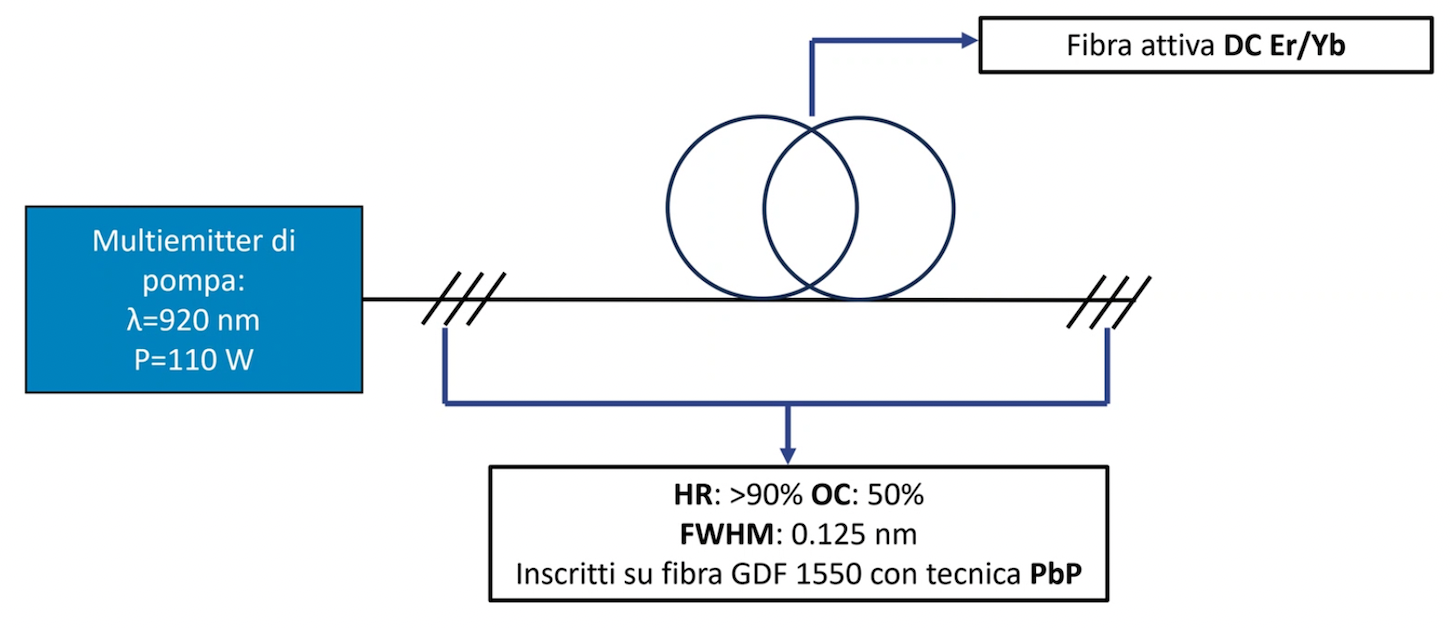 Fibra attiva DC Er/Yb
Multiemitter di
pompa:
λ=920 nm
P=110 W
HR: >90% OC: 50%
FWHM: 0.125 nm
Inscritti su fibra GDF 1550 con tecnica PbP